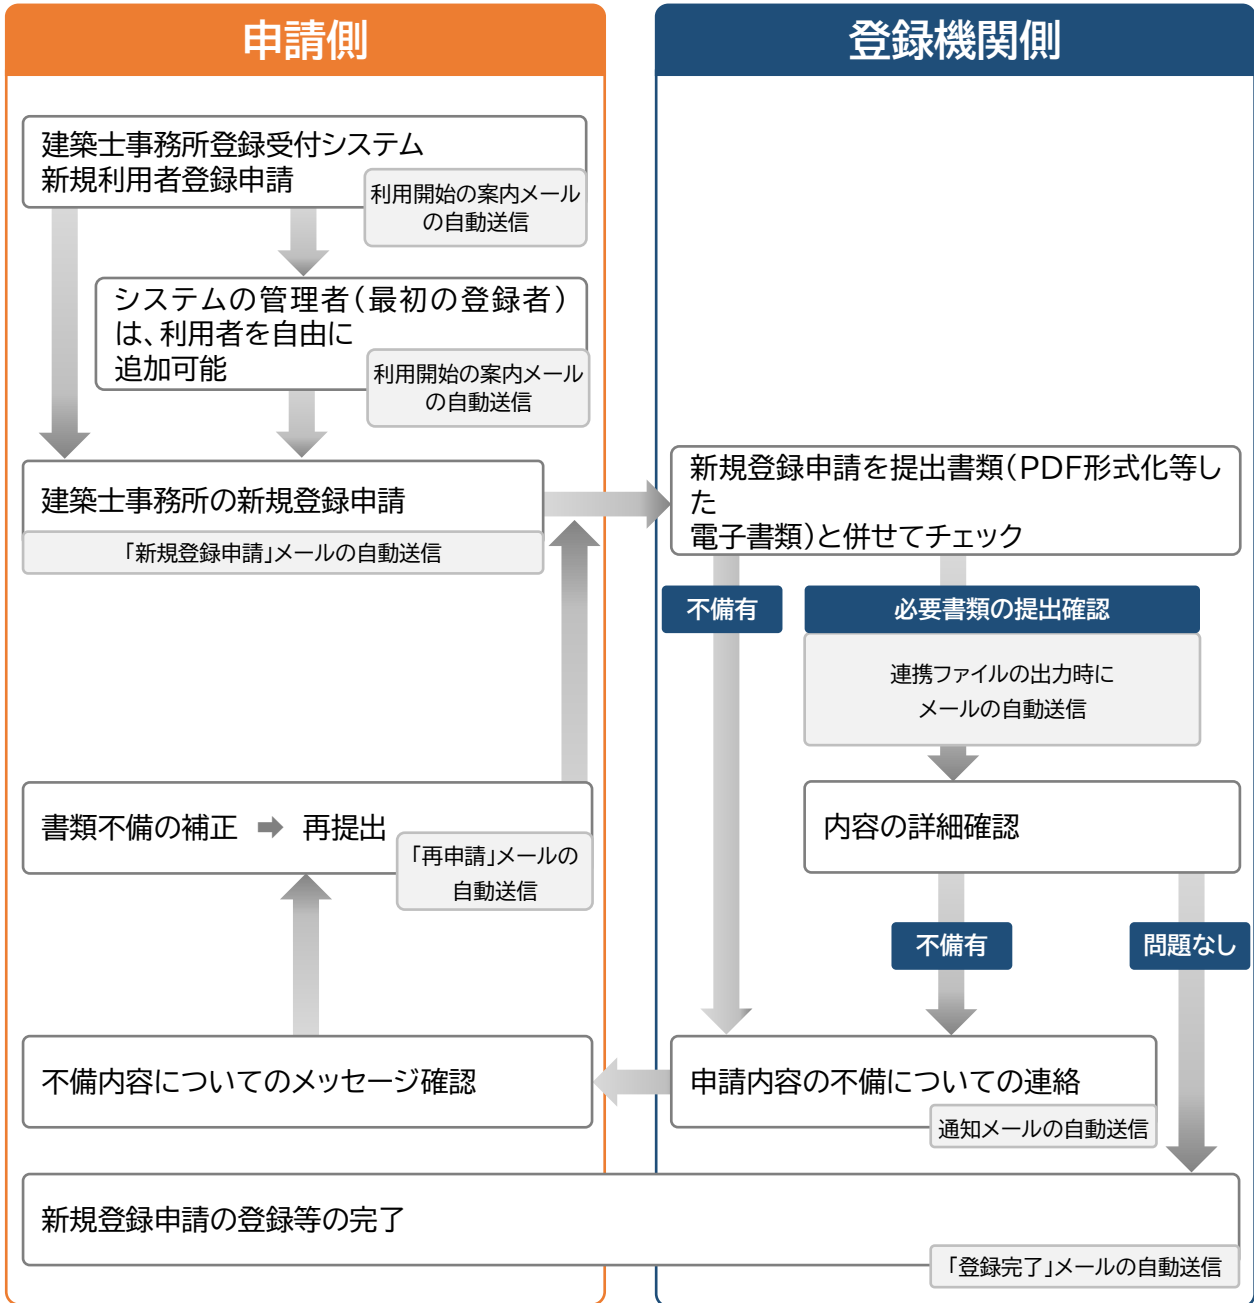 申請側
登録機関側
建築士事務所登録受付システム
新規利用者登録申請
利用開始の案内メール
の自動送信
システムの管理者(最初の登録者)
は、利用者を自由に
追加可能
利用開始の案内メール
の自動送信
建築士事務所の新規登録申請
「新規登録申請」メールの自動送信
新規登録申請を提出書類(PDF形式化等し
た
電子書類)と併せてチェック
不備有
必要書類の提出確認
連携ファイルの出力時に
メールの自動送信
内容の詳細確認
書類不備の補正 ➡ 再提出
「再申請」メールの
自動送信
不備有
問題なし
不備内容についてのメッセージ確認
申請内容の不備についての連絡
通知メールの自動送信
新規登録申請の登録等の完了
「登録完了」メールの自動送信